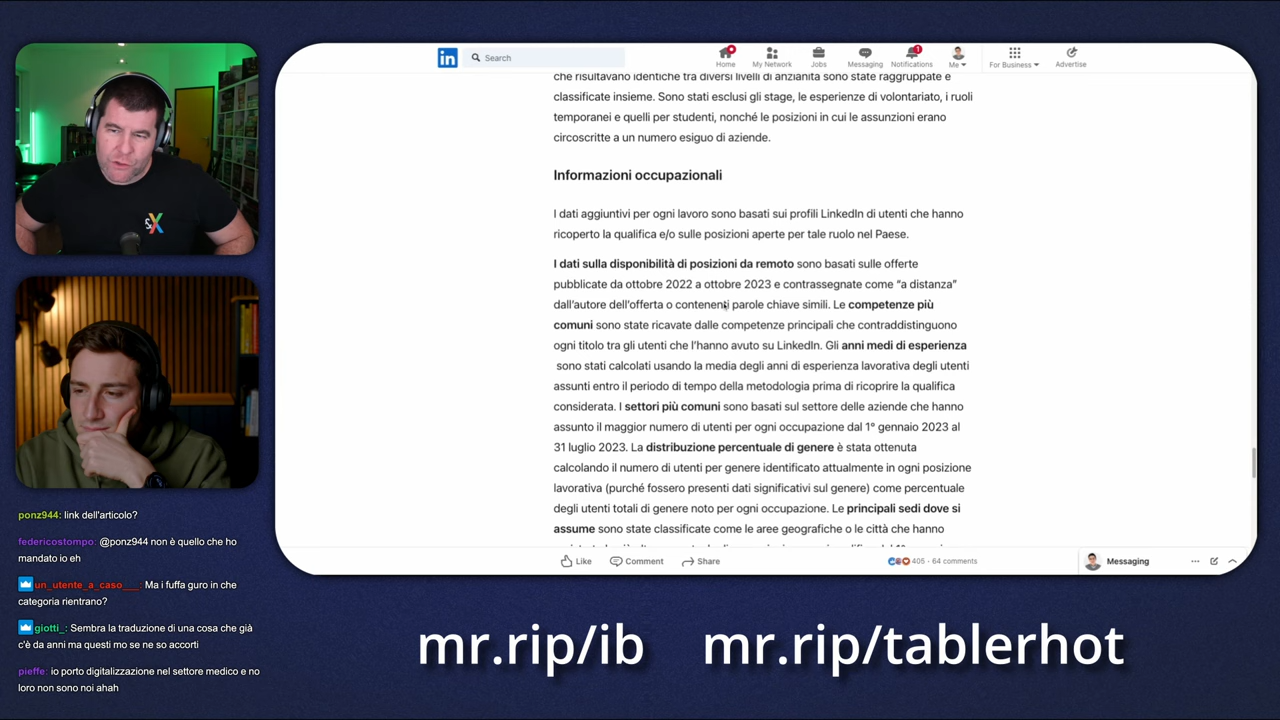 in
Search
Home
My Network
Jobs
Messaging
1
Notifications
Me
For Business
Advertise
che risultavano identiche tra diversi livelli di anzianità sono state raggruppate e
classificate insieme. Sono stati esclusi gli stage, le esperienze di volontariato, i ruoli
temporanei e quelli per studenti, nonché le posizioni in cui le assunzioni erano
circoscritte a un numero esiguo di aziende.
Informazioni occupazionali
I dati aggiuntivi per ogni lavoro sono basati sui profili LinkedIn di utenti che hanno
ricoperto la qualifica e/o sulle posizioni aperte per tale ruolo nel Paese.
I dati sulla disponibilità di posizioni da remoto sono basati sulle offerte
pubblicate da ottobre 2022 a ottobre 2023 e contrassegnate come “a distanza”
dall’autore dell’offerta o contenenti parole chiave simili. Le competenze più
comuni sono state ricavate dalle competenze principali che contraddistinguono
ogni titolo tra gli utenti che l’hanno avuto su LinkedIn. Gli anni medi di esperienza
sono stati calcolati usando la media degli anni di esperienza lavorativa degli utenti
assunti entro il periodo di tempo della metodologia prima di ricoprire la qualifica
considerata. I settori più comuni sono basati sul settore delle aziende che hanno
assunto il maggior numero di utenti per ogni occupazione dal 1° gennaio 2023 al
31 luglio 2023. La distribuzione percentuale di genere è stata ottenuta
calcolando il numero di utenti per genere identificato attualmente in ogni posizione
lavorativa (purché fossero presenti dati significativi sul genere) come percentuale
degli utenti totali di genere noto per ogni occupazione. Le principali sedi dove si
assume sono state classificate come le aree geografiche o le città che hanno
Like
Comment
Share
405 · 64 comments
Messaging
&X
ponz944: link dell'articolo?
federicostompo: @ponz944 non è quello che ho
mandato io eh
un_utente_a_caso___: Ma i fuffa guro in che
categoria rientrano?
giotti_: Sembra la traduzione di una cosa che già
c'è da anni ma questi mo se ne so accorti
pieffe: io porto digitalizzazione nel settore medico e no
loro non sono noi ahah
mr.rip/ib
mr.rip/tablerhot